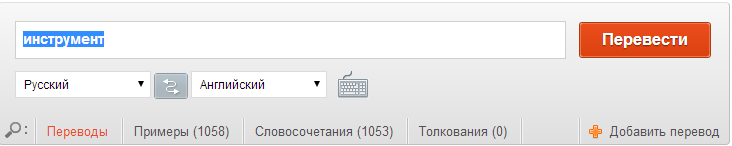 инструмент Перевести
Русский Английский
: Переводы Примеры (1058) Словосочетания (1053) Толкования (0) Добавить перевод